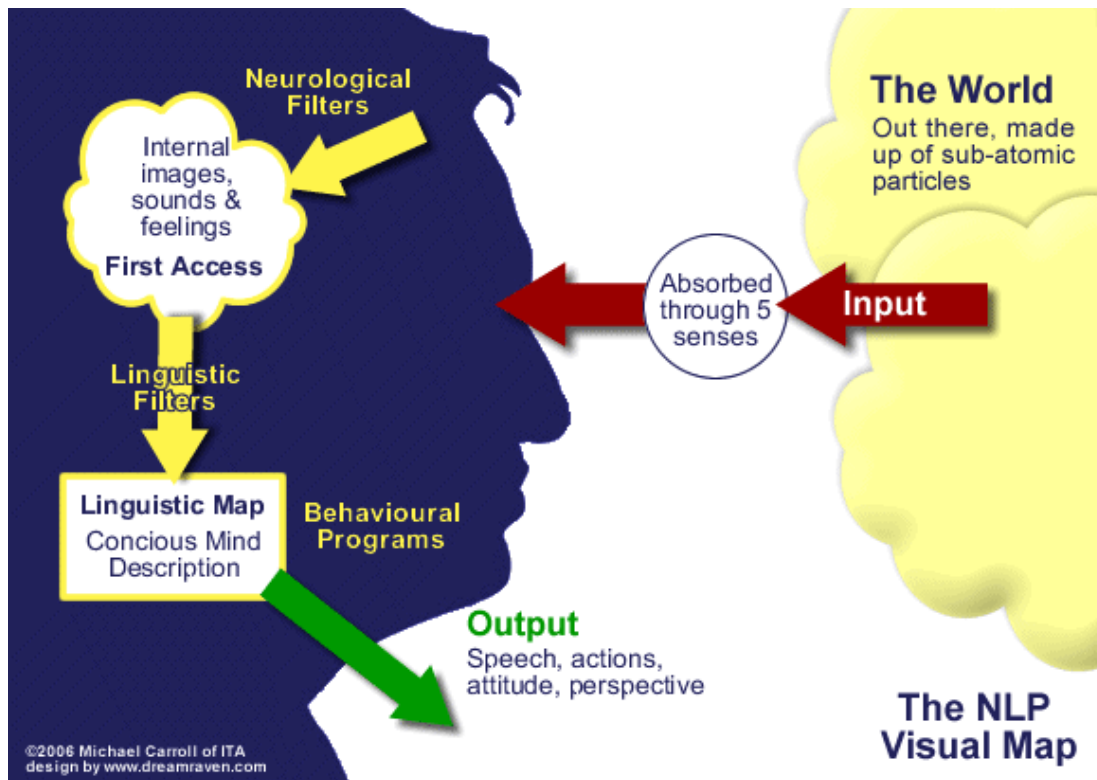 Neurological
Filters
Internal
images,
sounds &
feelings
First Access
Linguistic
Filters
Linguistic Map
Concious Mind
Description
Behavioural
Programs
The World
Out there, made
up of sub-atomic
particles
Input
Absorbed
through 5
senses
Output
Speech, actions,
attitude, perspective
The NLP
Visual Map
©2006 Michael Carroll of ITA
design by www.dreamraven.com